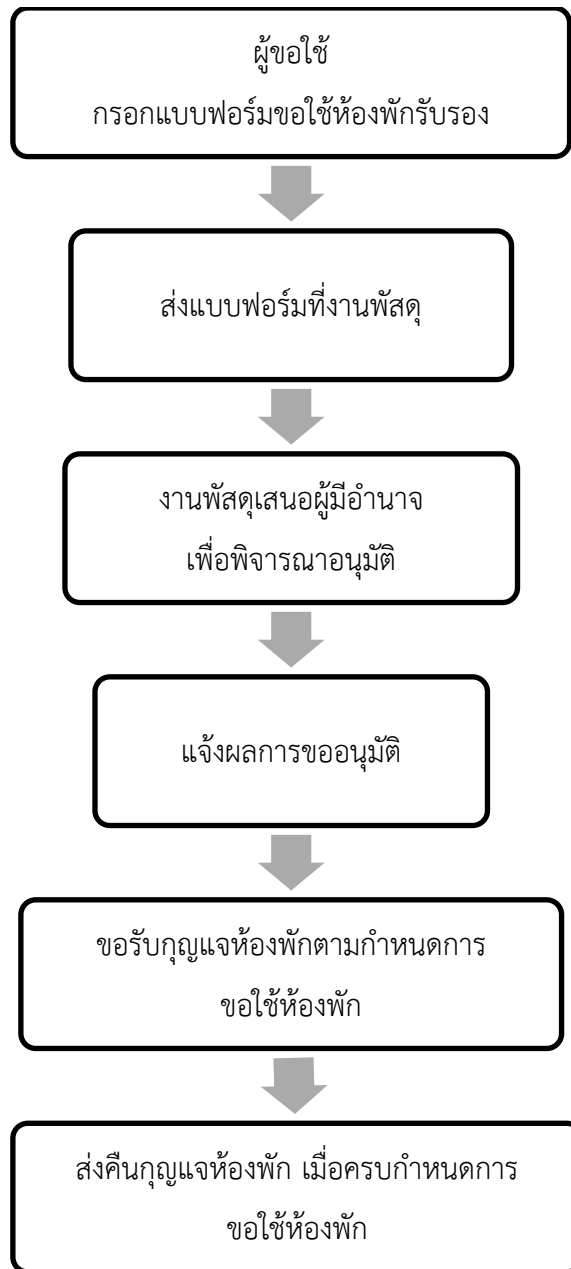 ผู้ขอใช้
กรอกแบบฟอร์มขอใช้ห้องพักรับรอง
ส่งแบบฟอร์มที่งานพัสดุ
งานพัสดุเสนอผู้มีอำนาจ
เพื่อพิจารณาอนุมัติ
แจ้งผลการขออนุมัติ
ขอรับกุญแจห้องพักตามกำหนดการ
ขอใช้ห้องพัก
ส่งคืนกุญแจห้องพัก เมื่อครบกำหนดการ
ขอใช้ห้องพัก